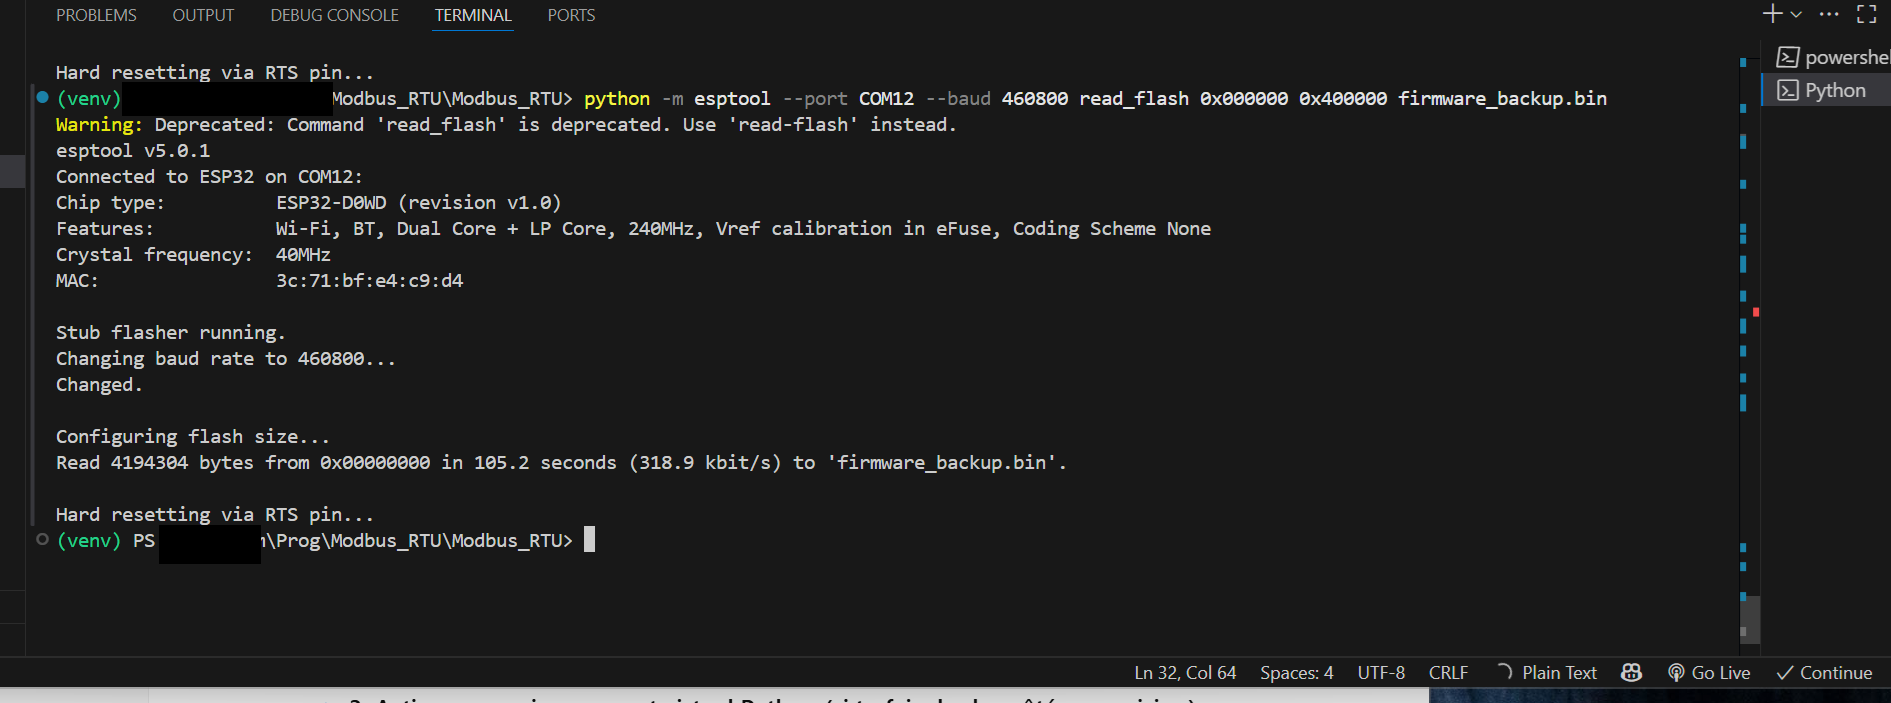 PROBLEMS OUTPUT DEBUG CONSOLE TERMINAL PORTS
Hard resetting via RTS pin...
(venv) Modbus_RTU\Modbus_RTU> python -m esptool --port COM12 --baud 460800 read_flash 0x000000 0x400000 firmware_backup.bin
Warning: Deprecated: Command 'read_flash' is deprecated. Use 'read-flash' instead.
esptool v5.0.1
Connected to ESP32 on COM12:
Chip type: ESP32-D0WD (revision v1.0)
Features: Wi-Fi, BT, Dual Core + LP Core, 240MHz, Vref calibration in eFuse, Coding Scheme None
Crystal frequency: 40MHz
MAC: 3c:71:bf:e4:c9:d4
Stub flasher running.
Changing baud rate to 460800...
Changed.
Configuring flash size...
Read 4194304 bytes from 0x00000000 in 105.2 seconds (318.9 kbit/s) to 'firmware_backup.bin'.
Hard resetting via RTS pin...
(venv) PS \Prog\Modbus_RTU\Modbus_RTU>
powershel
Python
Ln 32, Col 64 Spaces: 4 UTF-8 CRLF Plain Text Go Live Continue